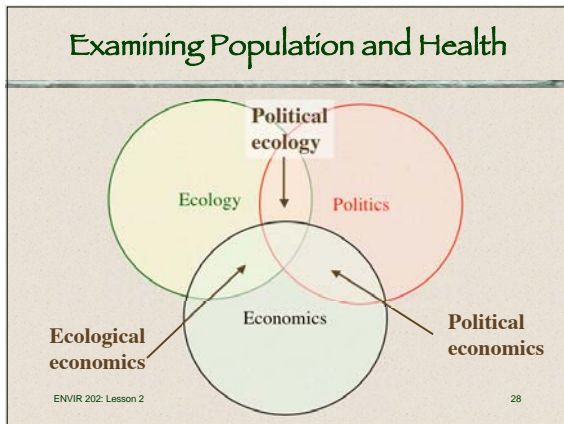 Examining Population and Health
Political
ecology
Ecology
Politics
Economics
Ecological
economics
Political
economics
ENVIR 202: Lesson 2
28